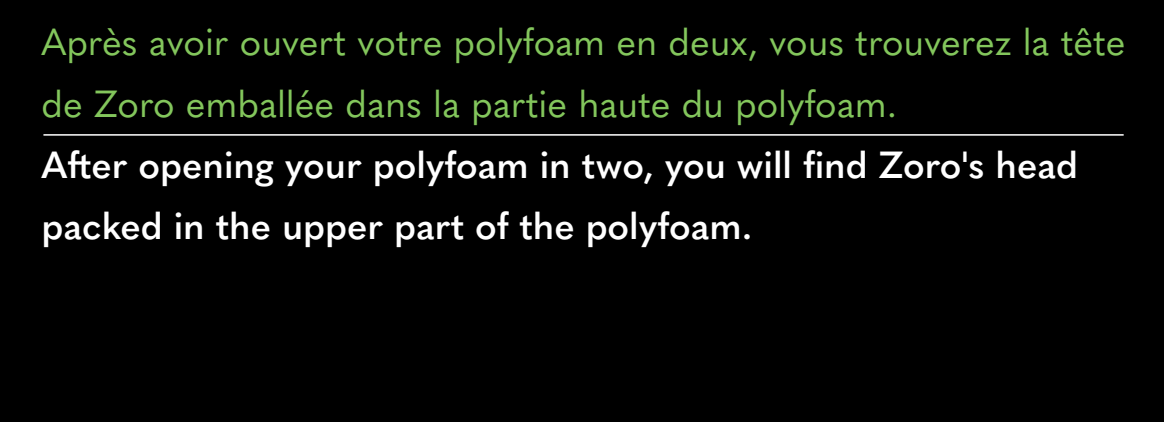 Après avoir ouvert votre polyfoam en deux, vous trouverez la tête
de Zoro emballée dans la partie haute du polyfoam.
After opening your polyfoam in two, you will find Zoro's head
packed in the upper part of the polyfoam.